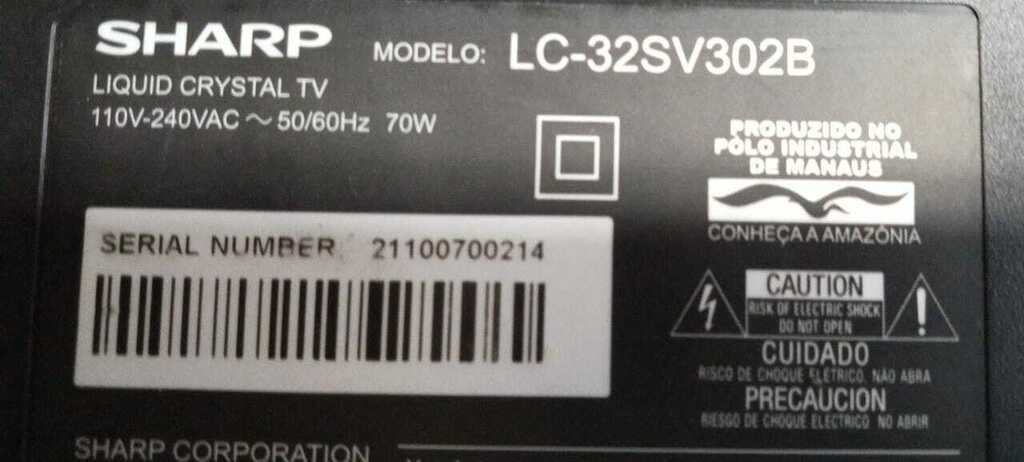 SHARP MODELO: LC-32SV302B
LIQUID CRYSTAL TV
110V-240VAC ~ 50/60Hz 70W
PRODUZIDO NO
PÓLO INDUSTRIAL
DE MANAUS
CONHEÇA A AMAZÔNIA
SERIAL NUMBER 21100700214
CAUTION
RISK OF ELECTRIC SHOCK
DO NOT OPEN
CUIDADO
RISCO DE CHOQUE ELÉTRICO. NÃO ABRA
PRECAUCION
RIESGO DE CHOQUE ELECTRICO NO ABRIR
SHARP CORPORATION